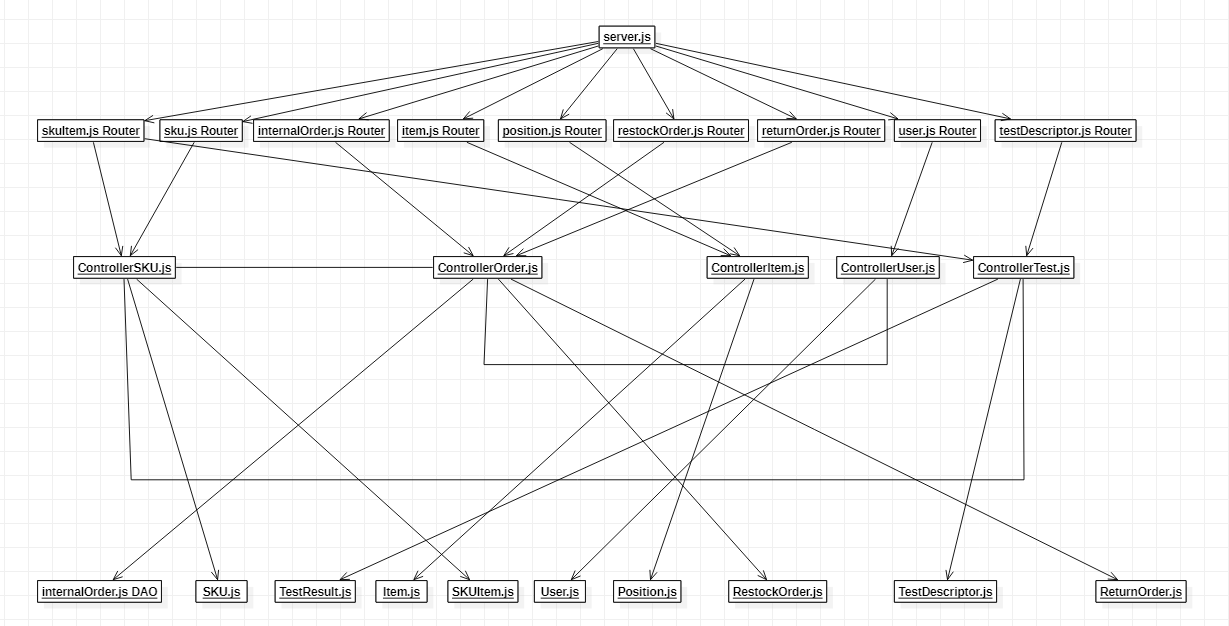 server.js
skuItem.js Router
sku.js Router
internalOrder.js Router
item.js Router
position.js Router
restockOrder.js Router
returnOrder.js Router
user.js Router
testDescriptor.js Router
ControllerSKU.js
ControllerOrder.js
ControllerItem.js
ControllerUser.js
ControllerTest.js
internalOrder.js DAO
SKU.js
TestResult.js
Item.js
SKUItem.js
User.js
Position.js
RestockOrder.js
TestDescriptor.js
ReturnOrder.js